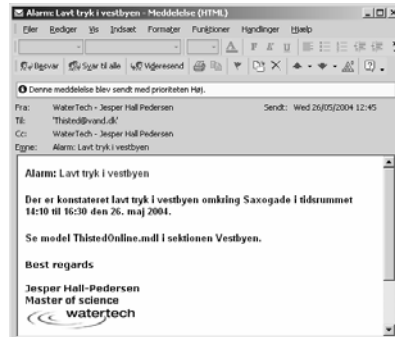 Alarm: Lavt tryk i vestbyen - Meddelelse (HTML)
Filer Rediger Vis Indsæt Formater Funktioner Handlinger Hjælp
Besvar Svar til alle Videresend
Denne meddelelse blev sendt med prioriteten Høj.
Fra: WaterTech - Jesper Hall Pedersen Sendt: Wed 26/05/2004 12:45
Til: 'Thisted@vand.dk'
Cc: WaterTech - Jesper Hall Pedersen
Emne: Alarm: Lavt tryk i vestbyen
Alarm: Lavt tryk i vestbyen
Der er konstateret lavt tryk i vestbyen omkring Saxogade i tidsrummet
14:10 til 16:30 den 26. maj 2004.
Se model ThistedOnline.mdl i sektionen Vestbyen.
Best regards
Jesper Hall-Pedersen
Master of science
watertech